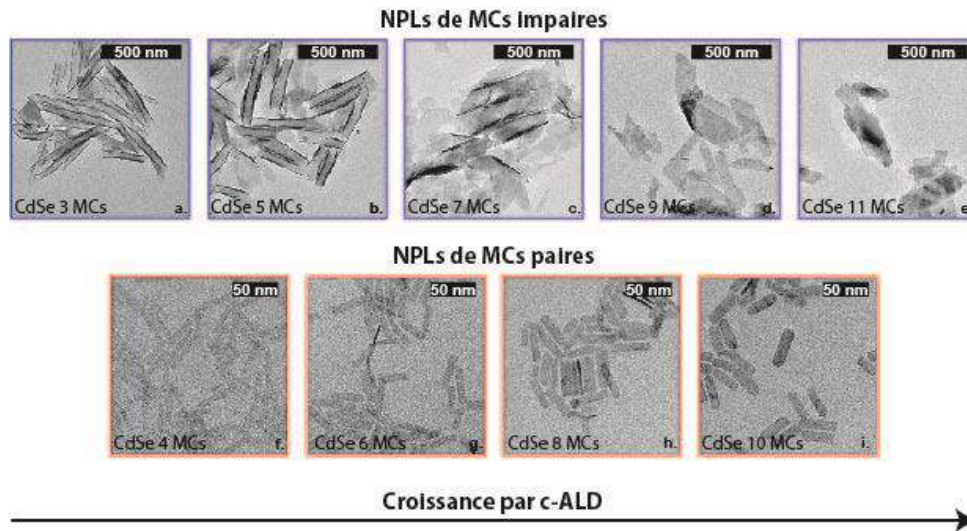 NPLs de MCs impaires
500 nm 500 nm 500 nm 500 nm 500 nm
CdSe 3 MCs a. CdSe 5 MCs b. CdSe 7 MCs c. CdSe 9 MCs d. CdSe 11 MCs e.
NPLs de MCs paires
50 nm 50 nm 50 nm 50 nm
CdSe 4 MCs f. CdSe 6 MCs g. CdSe 8 MCs h. CdSe 10 MCs i.
Croissance par c-ALD